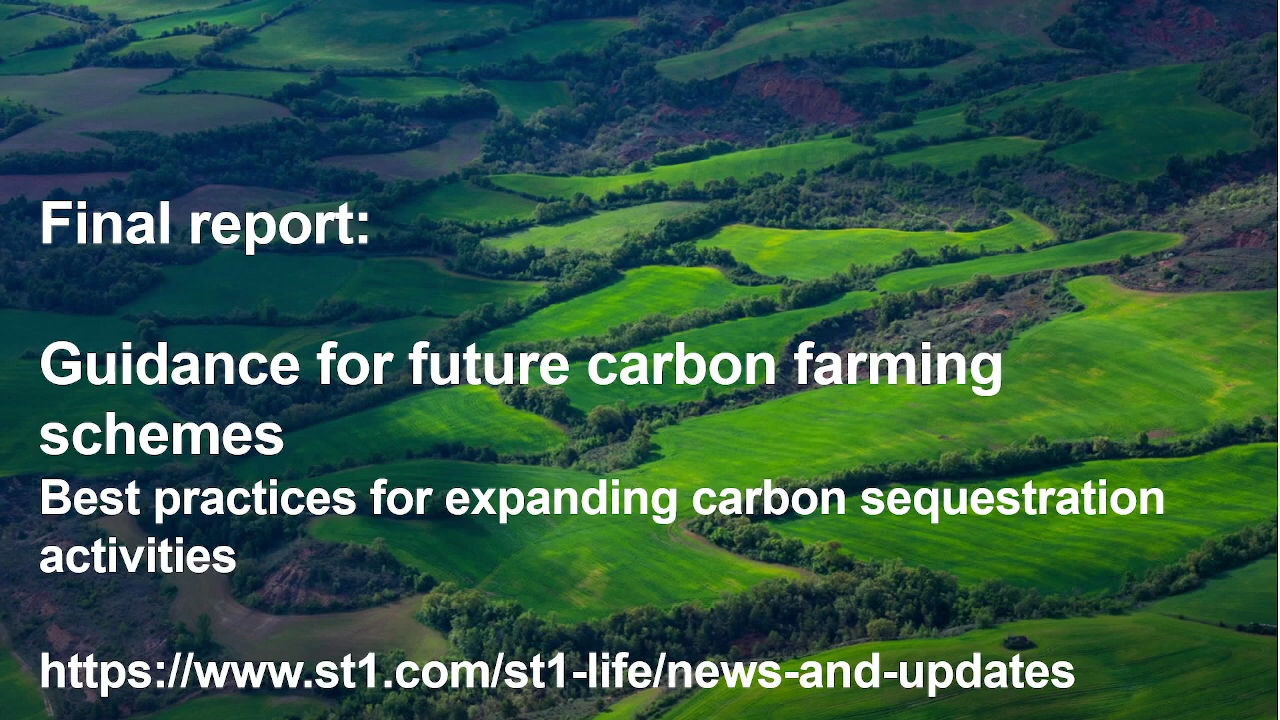 Final report:
Guidance for future carbon farming
schemes
Best practices for expanding carbon sequestration
activities
https://www.st1.com/st1-life/news-and-updates